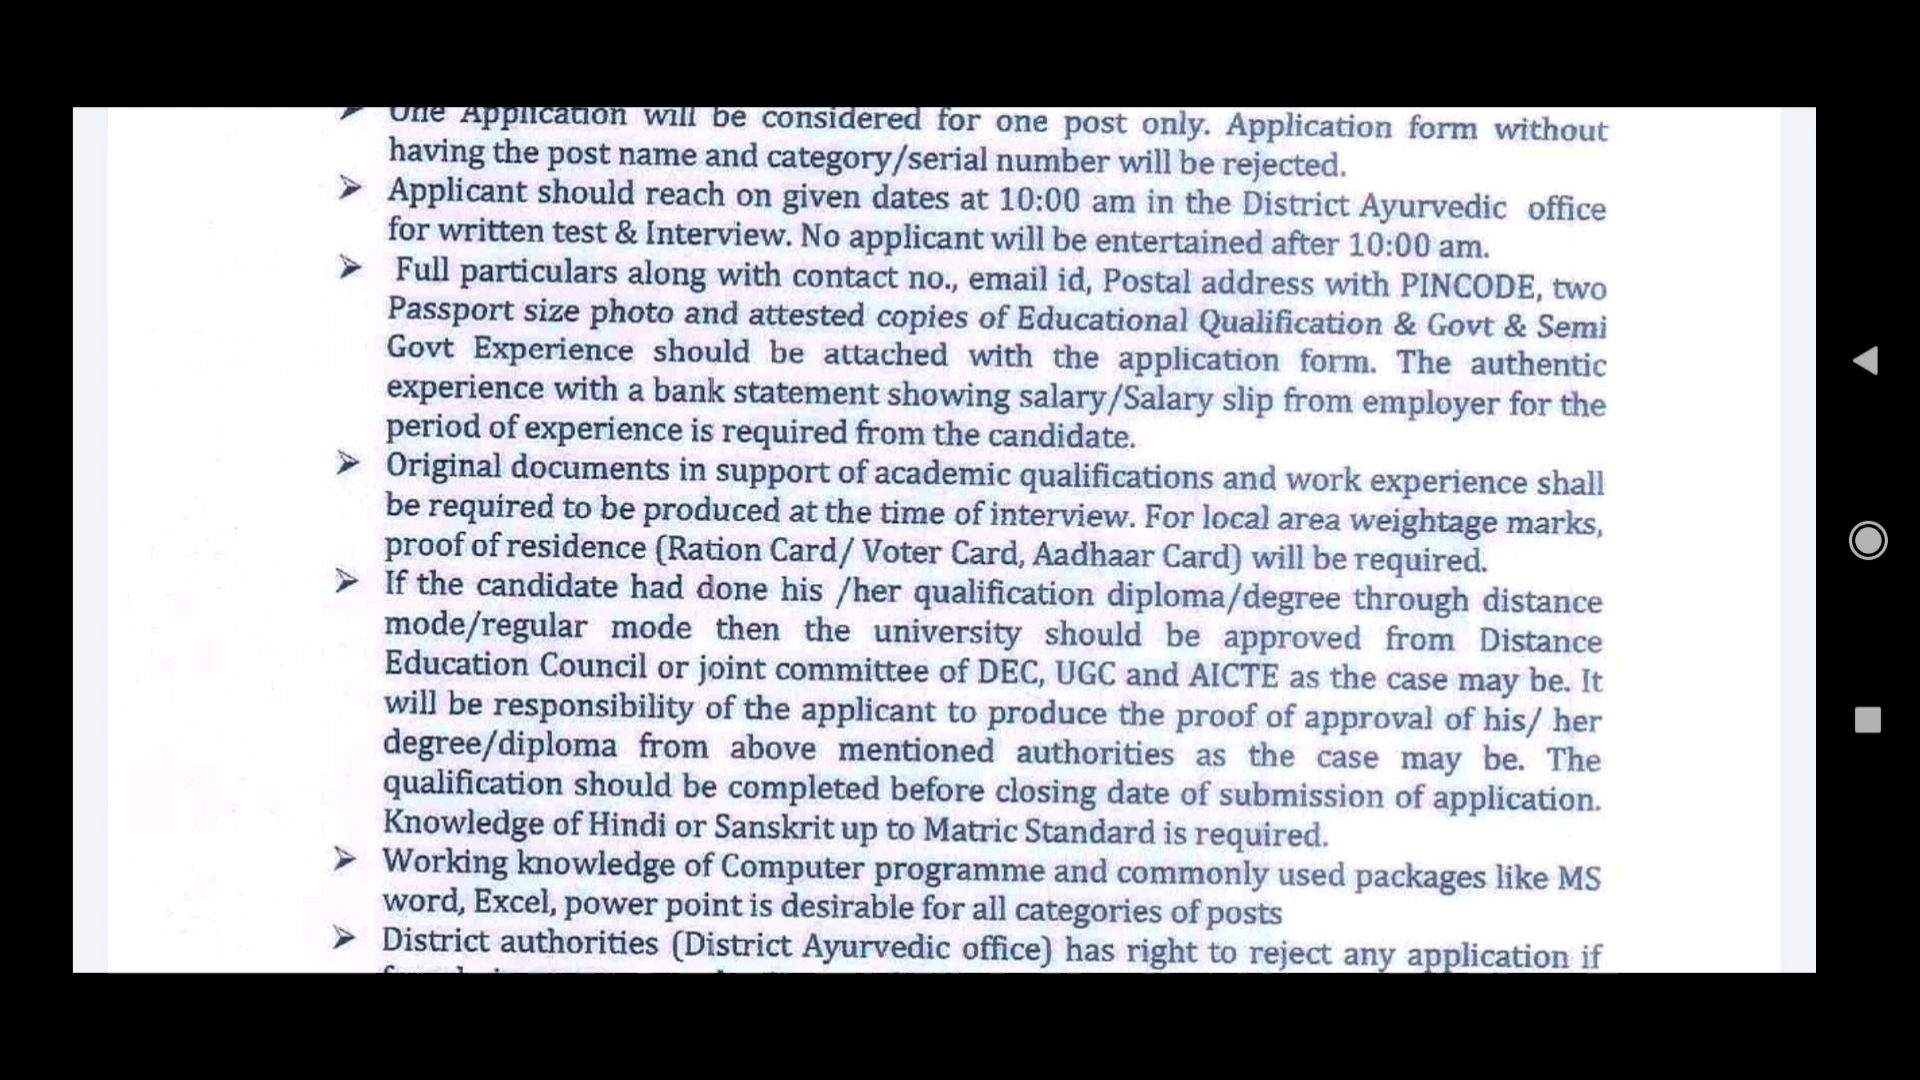 One Application will be considered for one post only. Application form without
having the post name and category/serial number will be rejected.
➢ Applicant should reach on given dates at 10:00 am in the District Ayurvedic office
for written test & Interview. No applicant will be entertained after 10:00 am.
➢ Full particulars along with contact no., email id, Postal address with PINCODE, two
Passport size photo and attested copies of Educational Qualification & Govt & Semi
Govt Experience should be attached with the application form. The authentic
experience with a bank statement showing salary/Salary slip from employer for the
period of experience is required from the candidate.
➢ Original documents in support of academic qualifications and work experience shall
be required to be produced at the time of interview. For local area weightage marks,
proof of residence (Ration Card/ Voter Card, Aadhaar Card) will be required.
➢ If the candidate had done his /her qualification diploma/degree through distance
mode/regular mode then the university should be approved from Distance
Education Council or joint committee of DEC, UGC and AICTE as the case may be. It
will be responsibility of the applicant to produce the proof of approval of his/ her
degree/diploma from above mentioned authorities as the case may be. The
qualification should be completed before closing date of submission of application.
Knowledge of Hindi or Sanskrit up to Matric Standard is required.
➢ Working knowledge of Computer programme and commonly used packages like MS
word, Excel, power point is desirable for all categories of posts
➢ District authorities (District Ayurvedic office) has right to reject any application if